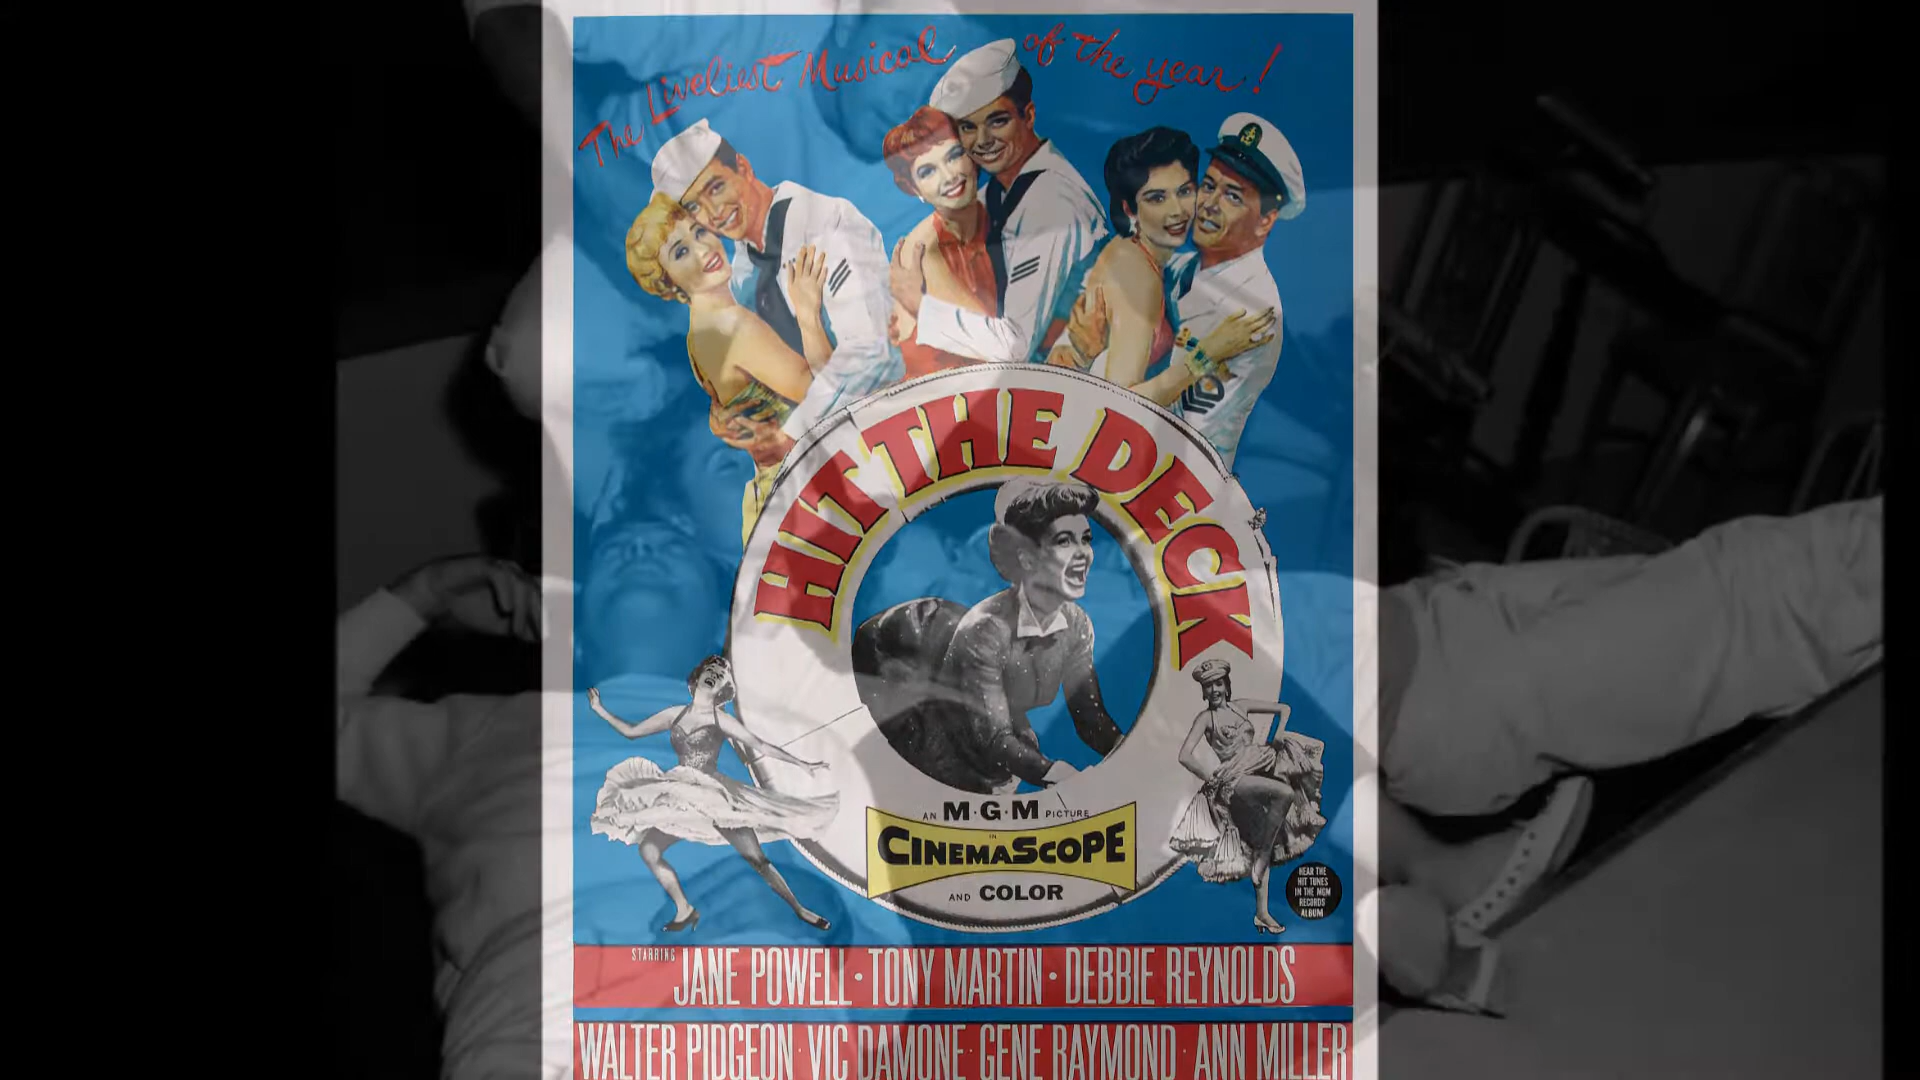 The Liveliest Musical of the year!
HIT THE DECK
AN M·G·M PICTURE
IN
CINEMASCOPE
AND COLOR
HEAR THE
HIT TUNES
IN THE MGM
RECORDS
ALBUM
STARRING JANE POWELL · TONY MARTIN · DEBBIE REYNOLDS
WALTER PIDGEON · VIC DAMONE · GENE RAYMOND · ANN MILLER